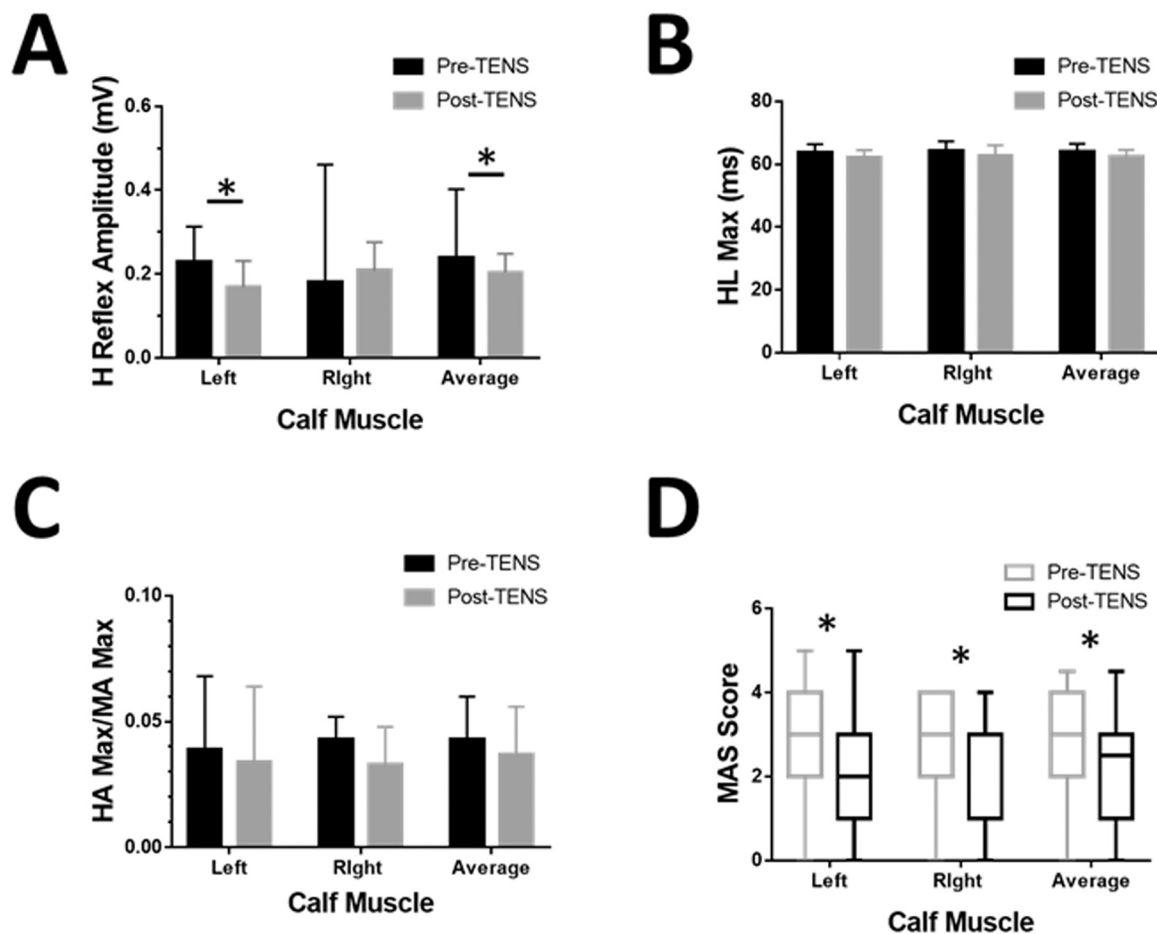 A
Pre-TENS
Post-TENS
H Reflex Amplitude (mV)
0.6
0.4
0.2
0.0
*
*
Left
RIght
Average
Calf Muscle
B
Pre-TENS
Post-TENS
HL Max (ms)
80
60
40
20
0
Left
RIght
Average
Calf Muscle
C
Pre-TENS
Post-TENS
HA Max/MA Max
0.10
0.05
0.00
Left
RIght
Average
Calf Muscle
D
Pre-TENS
Post-TENS
MAS Score
6
4
2
0
*
*
*
Left
RIght
Average
Calf Muscle